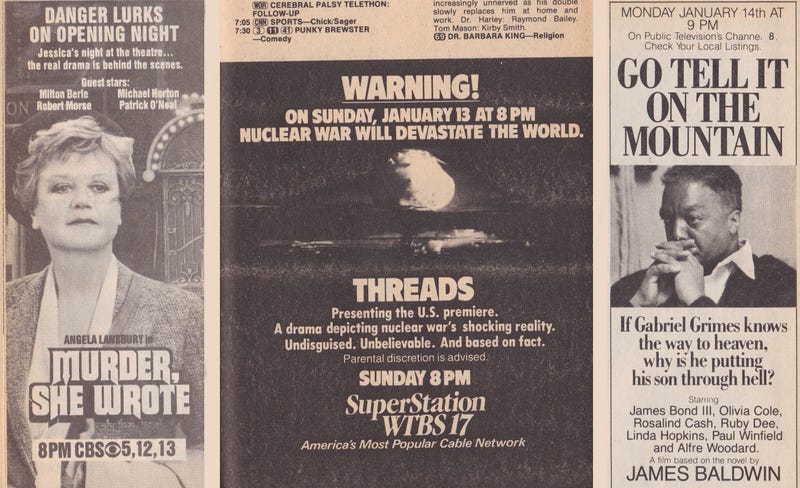 DANGER LURKS
ON OPENING NIGHT
Jessica's night at the theatre...
the real drama is behind the scenes.
Guest stars:
Milton Berle Michael Horton
Robert Morse Patrick O'Neal
ON
ANGELA LANSBURY in
MURDER,
SHE WROTE
8PM CBS 5,12,13
WOR CEREBRAL PALSY TELETHON:
FOLLOW-UP
7:05 CNN SPORTS—Chick/Sager
7:30 3 11 41 PUNKY BREWSTER
—Comedy
increasingly unnerved as his double
slowly replaces him at home and
work. Dr. Harley: Raymond Bailey.
Tom Mason: Kirby Smith.
69 DR. BARBARA KING—Religion
WARNING!
ON SUNDAY, JANUARY 13 AT 8 PM
NUCLEAR WAR WILL DEVASTATE THE WORLD.
THREADS
Presenting the U.S. premiere.
A drama depicting nuclear war's shocking reality.
Undisguised. Unbelievable. And based on fact.
Parental discretion is advised.
SUNDAY 8 PM
SuperStation
WTBS 17
America's Most Popular Cable Network
MONDAY JANUARY 14th AT
9 PM
On Public Television's Channel 8.
Check Your Local Listings.
GO TELL IT
ON THE
MOUNTAIN
If Gabriel Grimes knows
the way to heaven,
why is he putting
his son through hell?
Starring
James Bond III, Olivia Cole,
Rosalind Cash, Ruby Dee,
Linda Hopkins, Paul Winfield
and Alfre Woodard.
A film based on the novel by
JAMES BALDWIN